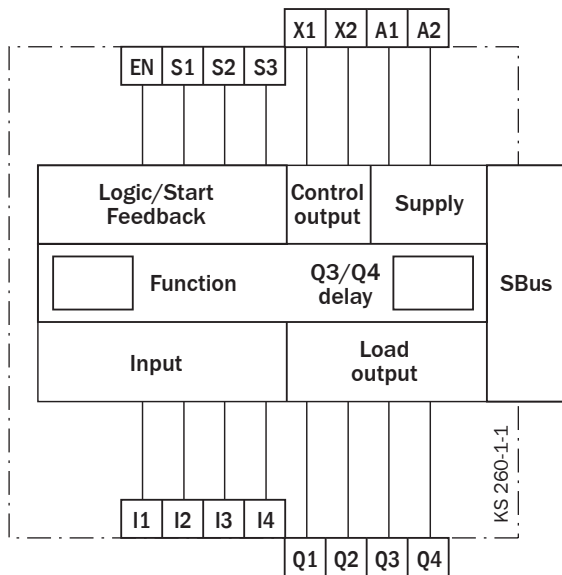 X1 X2 A1 A2
EN S1 S2 S3
Logic/Start
Feedback
Control
output
Supply
SBus
Function
Q3/Q4
delay
Input
Load
output
KS 260-1-1
I1 I2 I3 I4
Q1 Q2 Q3 Q4